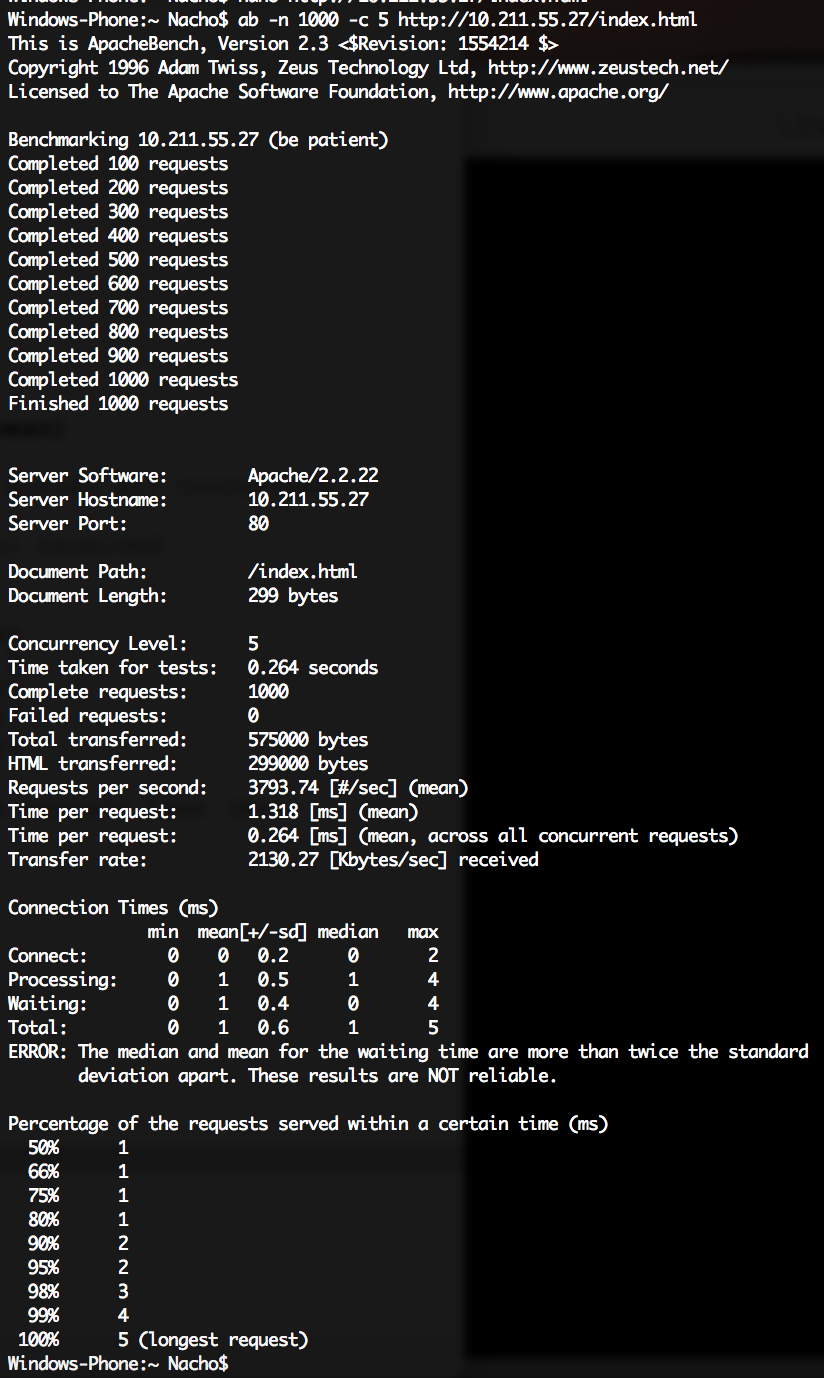 Windows-Phone:~ Nacho$ ab -n 1000 -c 5 http://10.211.55.27/index.html
This is ApacheBench, Version 2.3 <$Revision: 1554214 $>
Copyright 1996 Adam Twiss, Zeus Technology Ltd, http://www.zeustech.net/
Licensed to The Apache Software Foundation, http://www.apache.org/

Benchmarking 10.211.55.27 (be patient)
Completed 100 requests
Completed 200 requests
Completed 300 requests
Completed 400 requests
Completed 500 requests
Completed 600 requests
Completed 700 requests
Completed 800 requests
Completed 900 requests
Completed 1000 requests
Finished 1000 requests

Server Software:        Apache/2.2.22
Server Hostname:        10.211.55.27
Server Port:            80

Document Path:          /index.html
Document Length:        299 bytes

Concurrency Level:      5
Time taken for tests:   0.264 seconds
Complete requests:      1000
Failed requests:        0
Total transferred:      575000 bytes
HTML transferred:       299000 bytes
Requests per second:    3793.74 [#/sec] (mean)
Time per request:       1.318 [ms] (mean)
Time per request:       0.264 [ms] (mean, across all concurrent requests)
Transfer rate:          2130.27 [Kbytes/sec] received

Connection Times (ms)
              min  mean[+/-sd] median   max
Connect:        0    0   0.2      0       2
Processing:     0    1   0.5      1       4
Waiting:        0    1   0.4      0       4
Total:          0    1   0.6      1       5
ERROR: The median and mean for the waiting time are more than twice the standard
       deviation apart. These results are NOT reliable.

Percentage of the requests served within a certain time (ms)
  50%      1
  66%      1
  75%      1
  80%      1
  90%      2
  95%      2
  98%      3
  99%      4
 100%      5 (longest request)
Windows-Phone:~ Nacho$